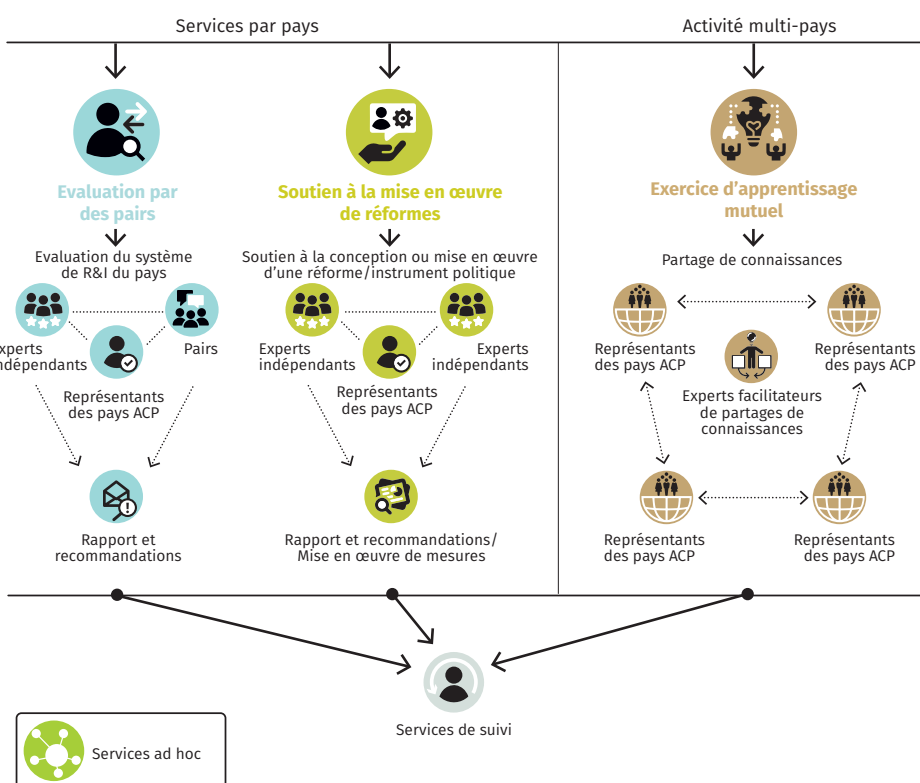 Services par pays
Activité multi-pays
Evaluation par
des pairs
Evaluation du système
de R&I du pays
xperts
ndépendants
Pairs
Représentants
des pays ACP
Rapport et
recommandations
Soutien à la mise en œuvre
de réformes
Soutien à la conception ou mise en œuvre
d'une réforme/instrument politique
Experts
indépendants
Experts
indépendants
Représentants
des pays ACP
Rapport et recommandations/
Mise en œuvre de mesures
Exercice d'apprentissage
mutuel
Partage de connaissances
Représentants
des pays ACP
Représentants
des pays ACP
Experts facilitateurs
de partages de
connaissances
Représentants
des pays ACP
Représentants
des pays ACP
Services de suivi
Services ad hoc